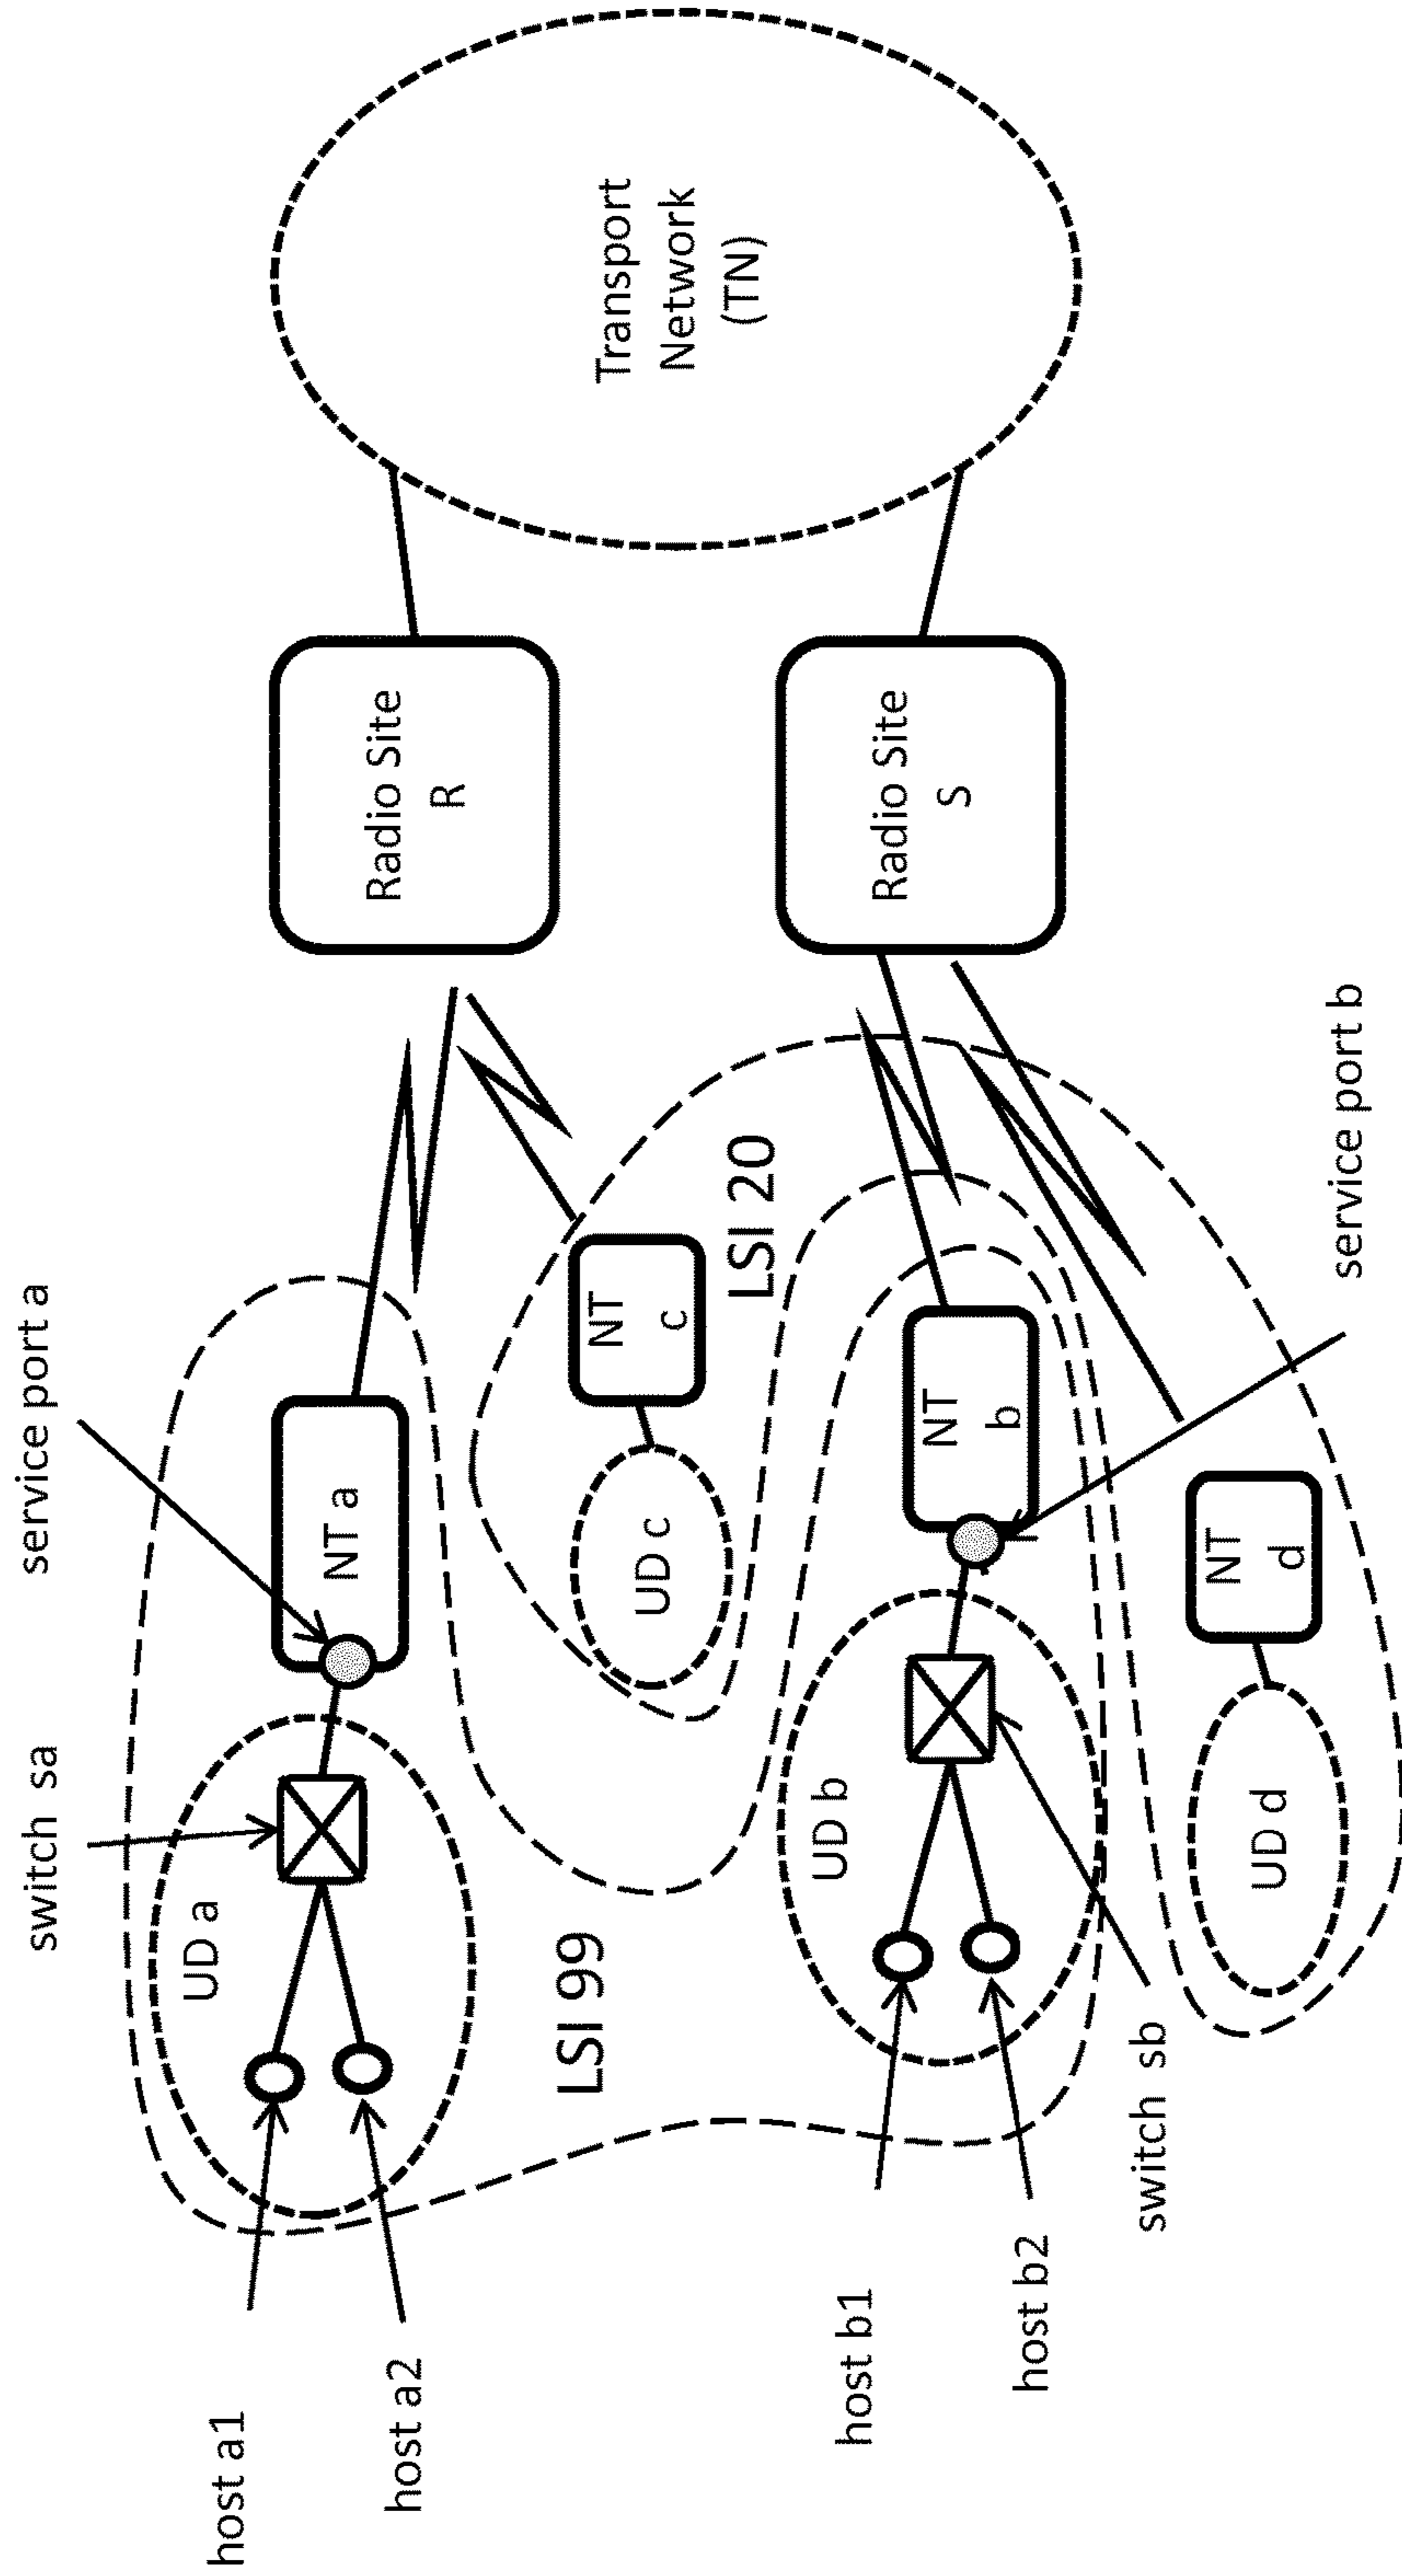 switch sa
service port a
host a1
UD a
NT a
host a2
Radio Site
R
LSI 99
UD c
NT
c
LSI 20
Transport
Network
(TN)
host b1
UD b
NT
b
Radio Site
S
host b2
switch sb
UD d
NT
d
service port b